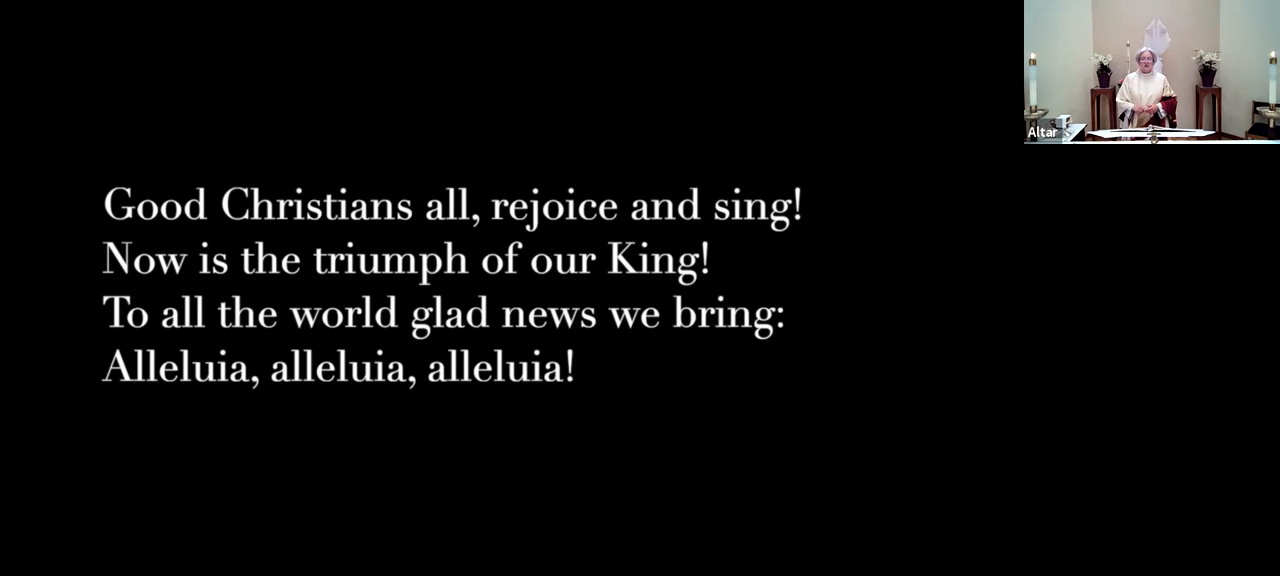 Altar
Good Christians all, rejoice and sing!
Now is the triumph of our King!
To all the world glad news we bring:
Alleluia, alleluia, alleluia!